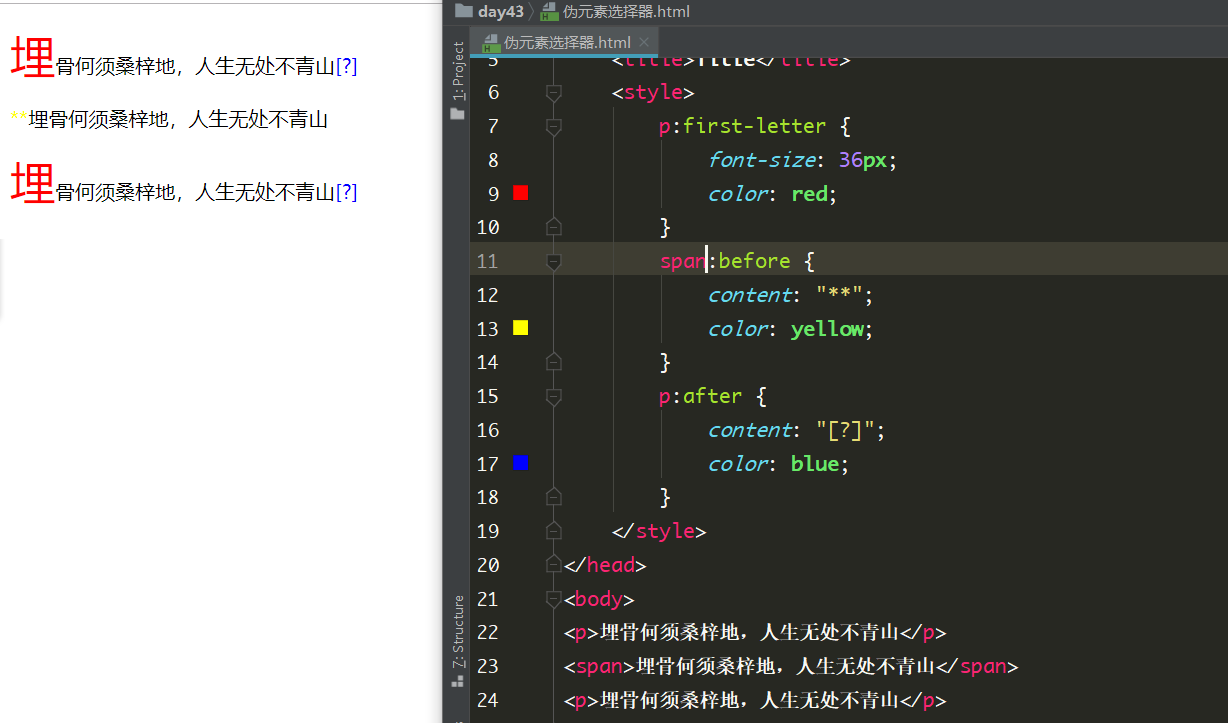 埋骨何须桑梓地，人生无处不青山[?]
**埋骨何须桑梓地，人生无处不青山
埋骨何须桑梓地，人生无处不青山[?]
day43 伪元素选择器.html
伪元素选择器.html
1: Project
Z: Structure
5 <title>Title</title>
6 <style>
7 p:first-letter {
8 font-size: 36px;
9 color: red;
10 }
11 span:before {
12 content: "**";
13 color: yellow;
14 }
15 p:after {
16 content: "[?]";
17 color: blue;
18 }
19 </style>
20 </head>
21 <body>
22 <p>埋骨何须桑梓地，人生无处不青山</p>
23 <span>埋骨何须桑梓地，人生无处不青山</span>
24 <p>埋骨何须桑梓地，人生无处不青山</p>